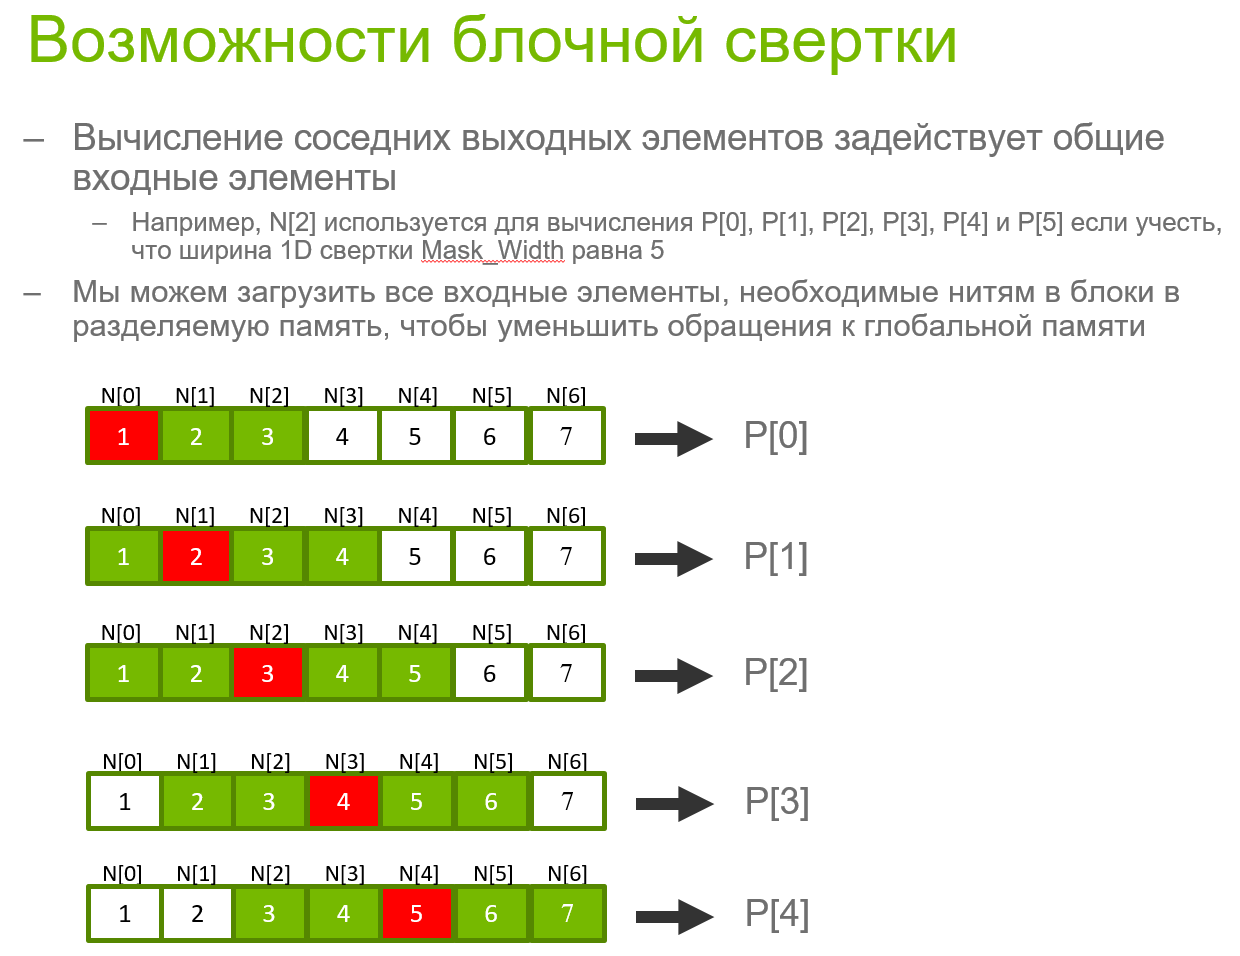 Возможности блочной свертки
– Вычисление соседних выходных элементов задействует общие
входные элементы
– Например, N[2] используется для вычисления P[0], P[1], P[2], P[3], P[4] и P[5] если учесть,
что ширина 1D свертки Mask_Width равна 5
– Мы можем загрузить все входные элементы, необходимые нитям в блоки в
разделяемую память, чтобы уменьшить обращения к глобальной памяти
N[0] N[1] N[2] N[3] N[4] N[5] N[6]
1 2 3 4 5 6 7 P[0]
N[0] N[1] N[2] N[3] N[4] N[5] N[6]
1 2 3 4 5 6 7 P[1]
N[0] N[1] N[2] N[3] N[4] N[5] N[6]
1 2 3 4 5 6 7 P[2]
N[0] N[1] N[2] N[3] N[4] N[5] N[6]
1 2 3 4 5 6 7 P[3]
N[0] N[1] N[2] N[3] N[4] N[5] N[6]
1 2 3 4 5 6 7 P[4]